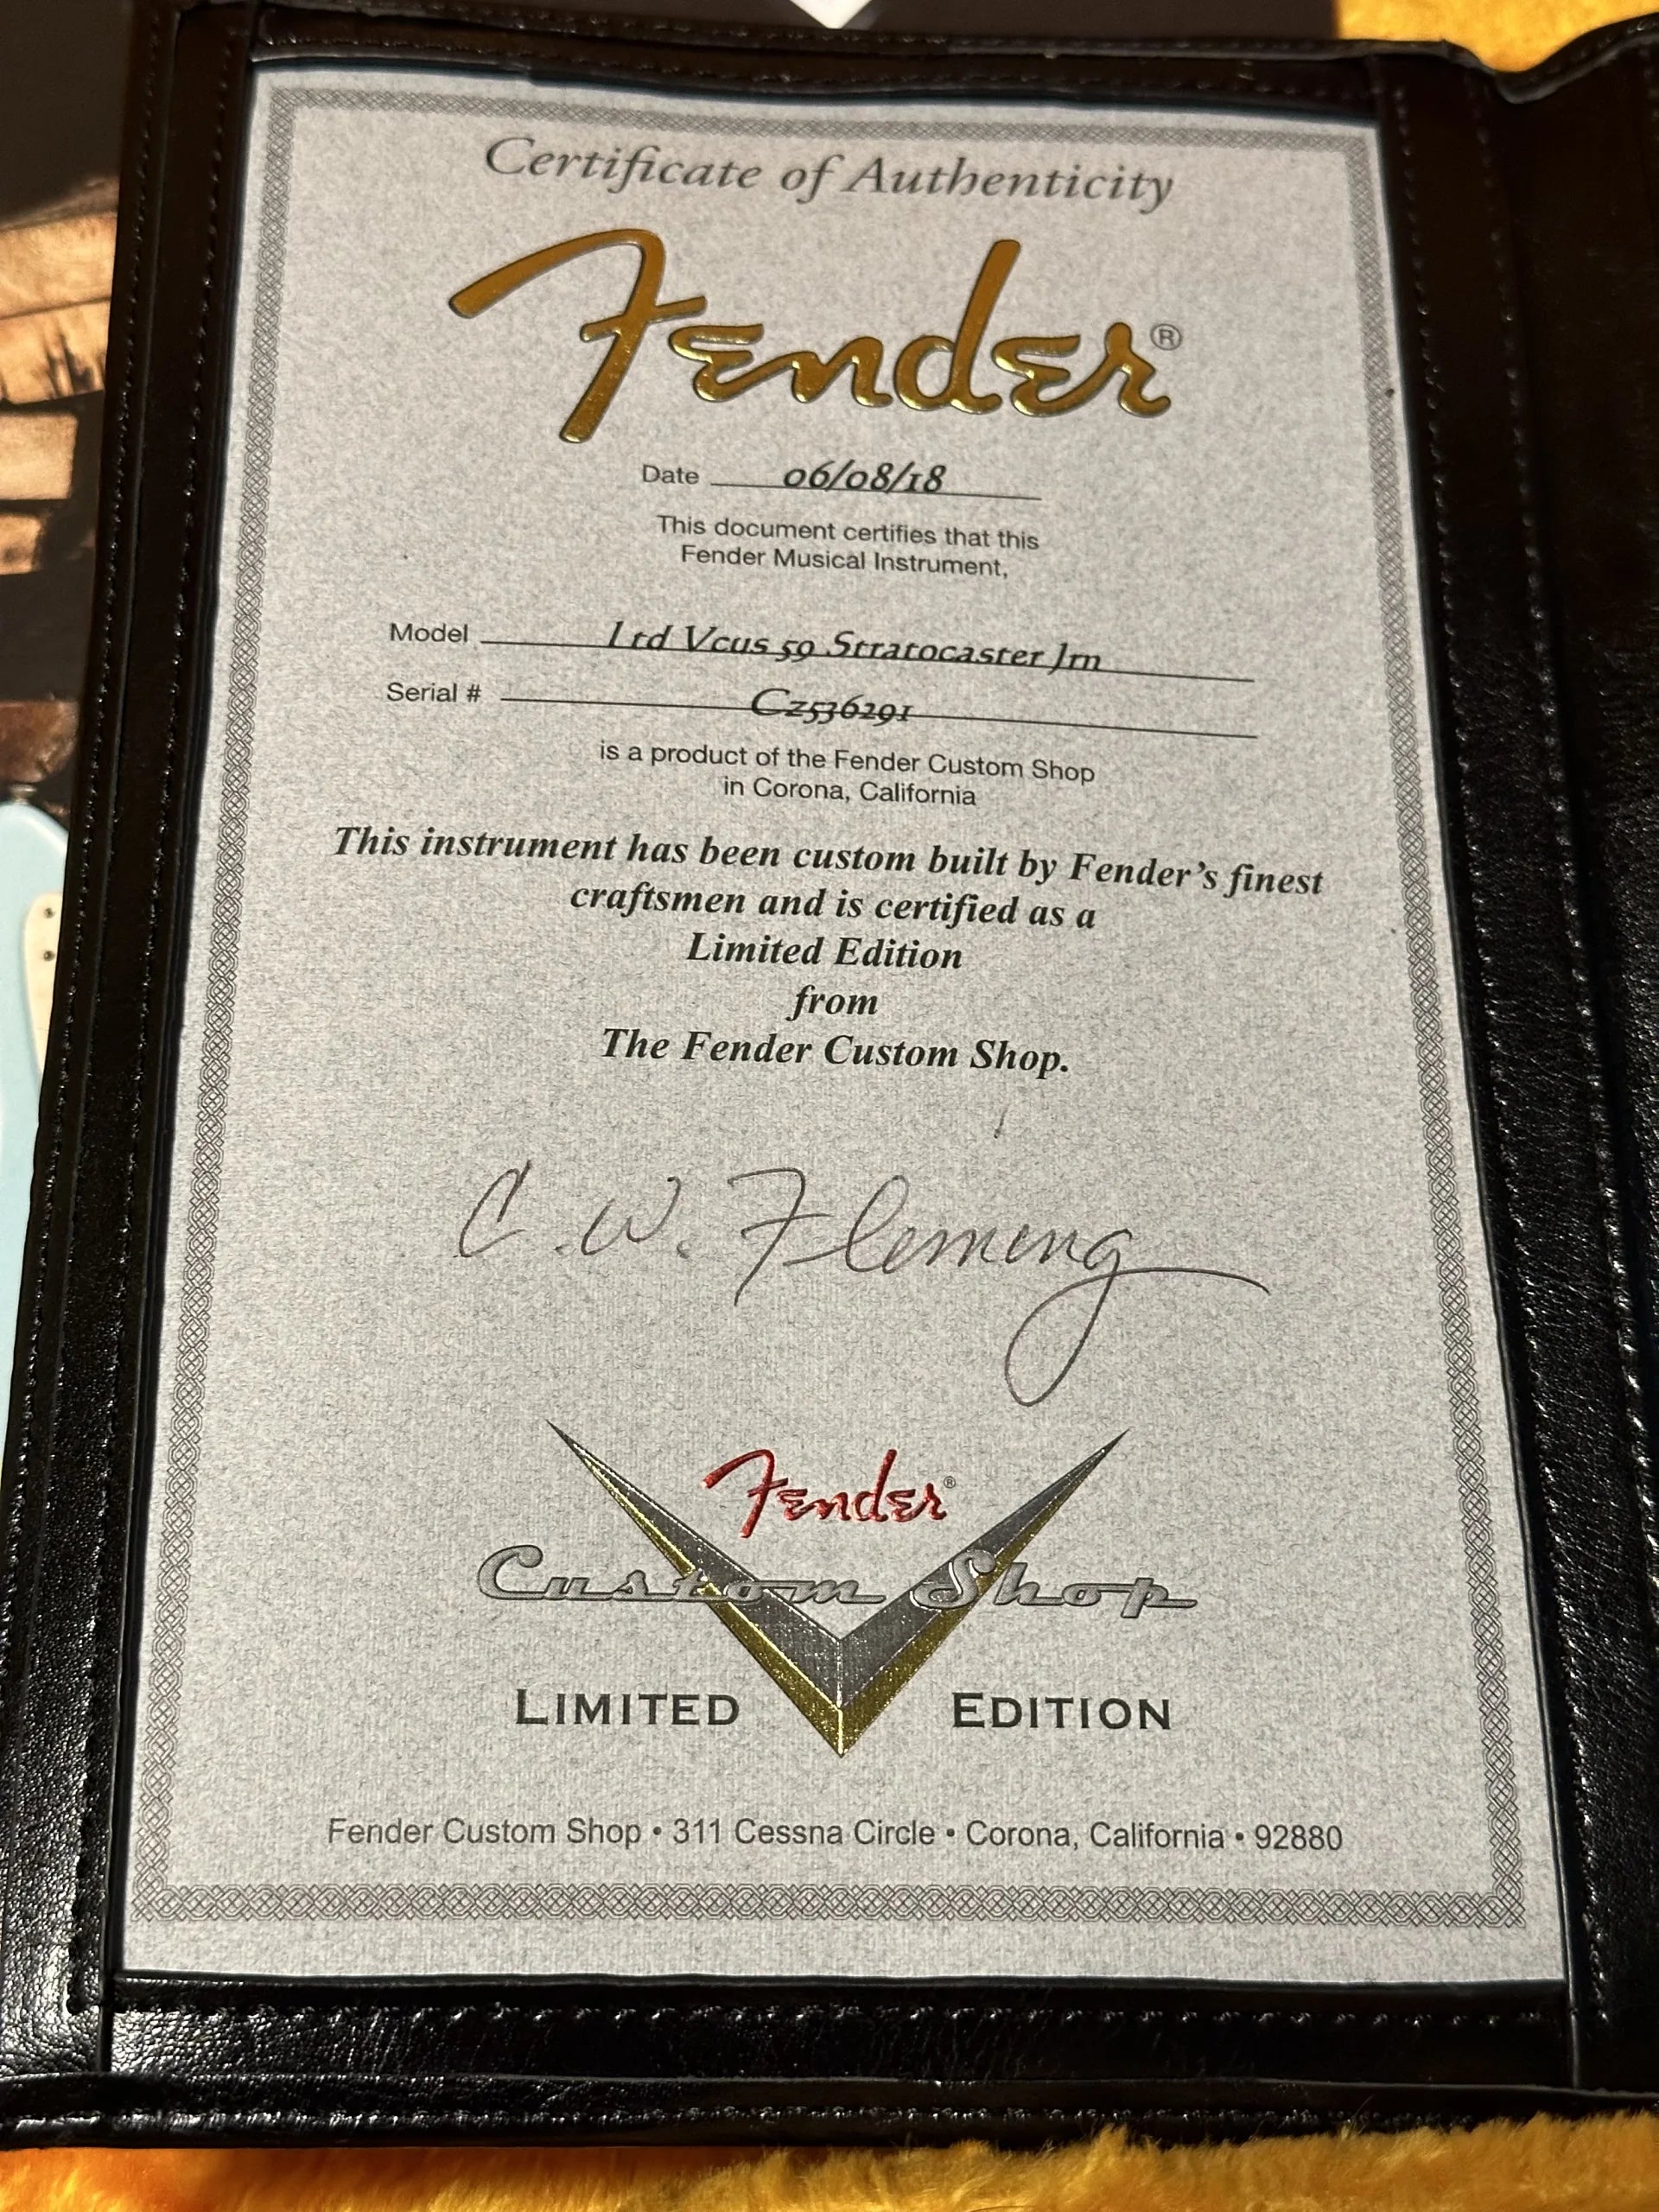 Certificate of Authenticity
Fender®
Date 06/08/18
This document certifies that this
Fender Musical Instrument,
Model Ltd Vcus 59 Stratocaster Jrn
Serial # Cz536291
is a product of the Fender Custom Shop
in Corona, California
This instrument has been custom built by Fender's finest
craftsmen and is certified as a
Limited Edition
from
The Fender Custom Shop.
C. W. Fleming
Fender®
Custom Shop
LIMITED EDITION
Fender Custom Shop • 311 Cessna Circle • Corona, California • 92880